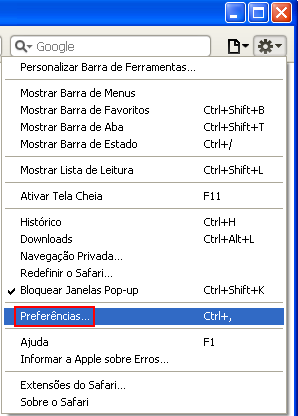 Google
Personalizar Barra de Ferramentas...
Mostrar Barra de Menus
Mostrar Barra de Favoritos Ctrl+Shift+B
Mostrar Barra de Aba Ctrl+Shift+T
Mostrar Barra de Estado Ctrl+/
Mostrar Lista de Leitura Ctrl+Shift+L
Ativar Tela Cheia F11
Histórico Ctrl+H
Downloads Ctrl+Alt+L
Navegação Privada...
Redefinir o Safari...
Bloquear Janelas Pop-up Ctrl+Shift+K
Preferências... Ctrl+,
Ajuda F1
Informar a Apple sobre Erros...
Extensões do Safari...
Sobre o Safari